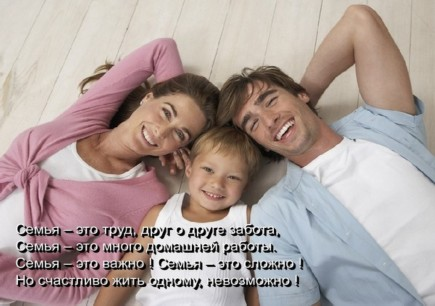 Семья – это труд, друг о друге забота,
Семья – это много домашней работы.
Семья – это важно ! Семья – это сложно !
Но счастливо жить одному, невозможно !